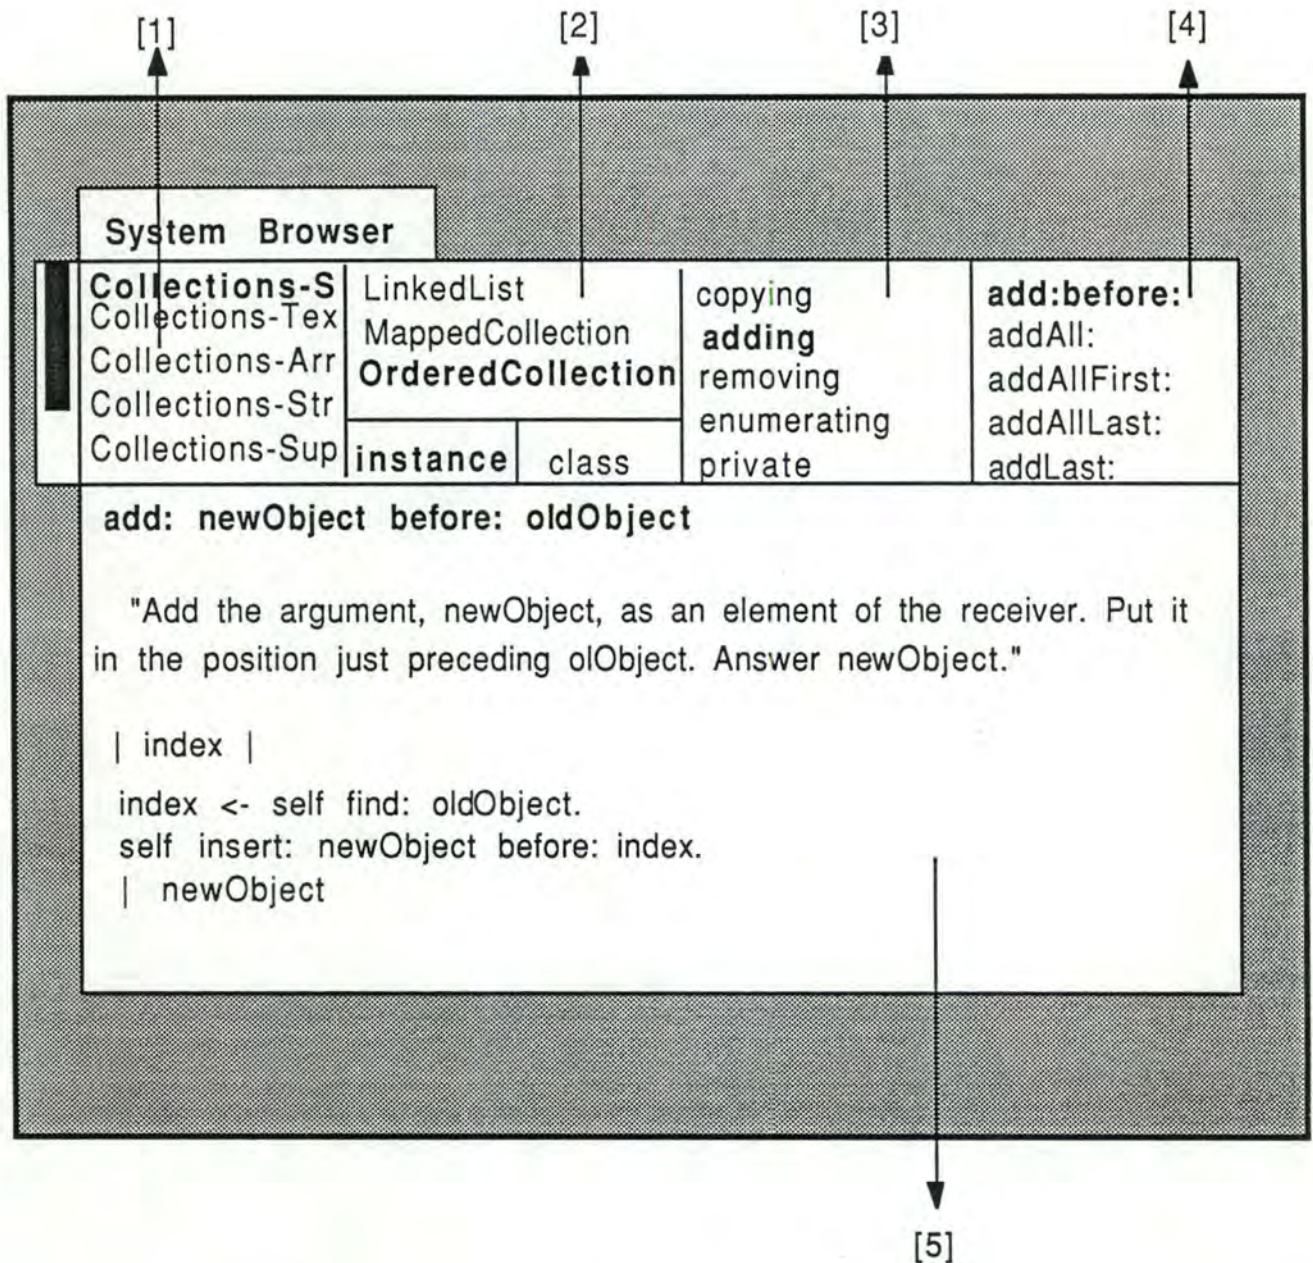 [1] [2] [3] [4]
System Browser
Collections-S
Collections-Tex
Collections-Arr
Collections-Str
Collections-Sup
LinkedList
MappedCollection
OrderedCollection
instance class
copying
adding
removing
enumerating
private
add:before:
addAll:
addAllFirst:
addAllLast:
addLast:
add: newObject before: oldObject
"Add the argument, newObject, as an element of the receiver. Put it
in the position just preceding olObject. Answer newObject."
| index |
index <- self find: oldObject.
self insert: newObject before: index.
| newObject
[5]